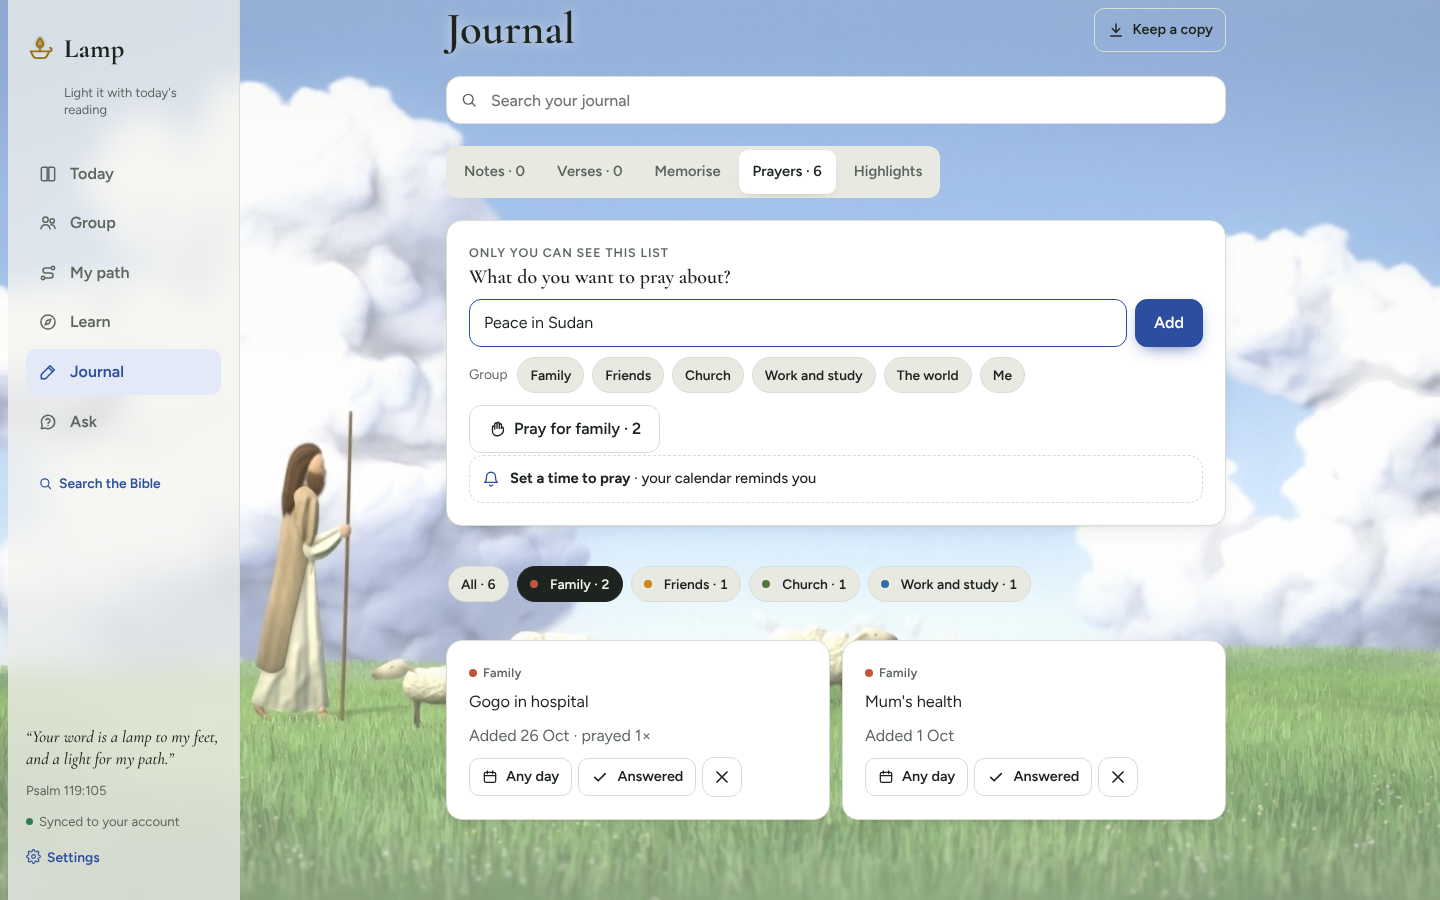 Lamp
Light it with today's
reading
Today
Group
My path
Learn
Journal
Ask
Search the Bible
“Your word is a lamp to my feet,
and a light for my path.”
Psalm 119:105
Synced to your account
Settings
Journal
Keep a copy
Search your journal
Notes · 0 Verses · 0 Memorise Prayers · 6 Highlights
ONLY YOU CAN SEE THIS LIST
What do you want to pray about?
Peace in Sudan Add
Group Family Friends Church Work and study The world Me
Pray for family · 2
Set a time to pray · your calendar reminds you
All · 6 Family · 2 Friends · 1 Church · 1 Work and study · 1
Family
Gogo in hospital
Added 26 Oct · prayed 1×
Any day Answered
Family
Mum's health
Added 1 Oct
Any day Answered